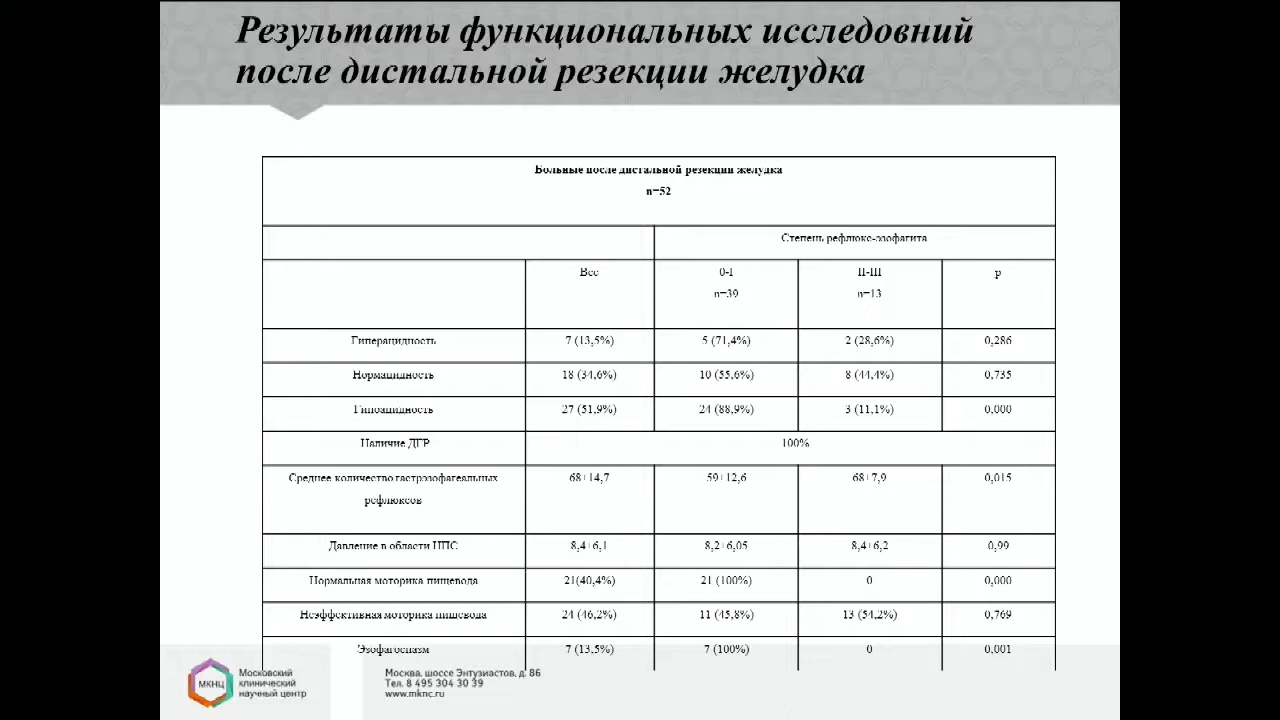 Результаты функциональных исследовний
после дистальной резекции желудка
Больные после дистальной резекции желудка
n=52
Степень рефлюкс-эзофагита
Все 0-I II-III p
n=39 n=13
Гиперацидность 7 (13,5%) 5 (71,4%) 2 (28,6%) 0,286
Нормацидность 18 (34,6%) 10 (55,6%) 8 (44,4%) 0,735
Гипоацидность 27 (51,9%) 24 (88,9%) 3 (11,1%) 0,000
Наличие ДГР 100%
Среднее количество гастроэзофагеальных 68±14,7 59±12,6 68±7,9 0,015
рефлюксов
Давление в области НПС 8,4±6,1 8,2±6,05 8,4±6,2 0,99
Нормальная моторика пищевода 21(40,4%) 21 (100%) 0 0,000
Неэффективная моторика пищевода 24 (46,2%) 11 (45,8%) 13 (54,2%) 0,769
Эзофагоспазм 7 (13,5%) 7 (100%) 0 0,001
МКНЦ
Московский
клинический
научный центр
Москва, шоссе Энтузиастов, д. 86
Тел. 8 495 304 30 39
www.mknc.ru